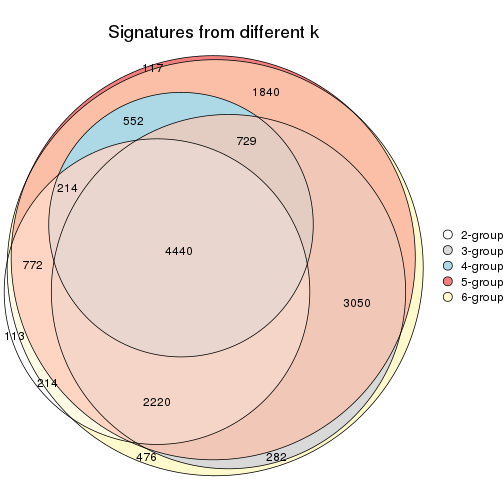 Signatures from different k
117
1840
552
729
214
4440
772
3050
113
214
2220
476
282
2-group
3-group
4-group
5-group
6-group